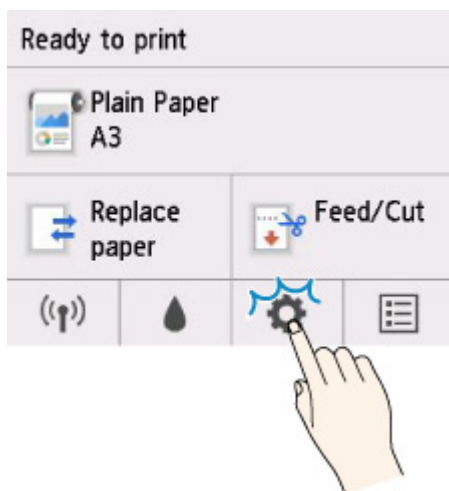 Ready to print
Plain Paper
A3
Replace
paper
Feed/Cut